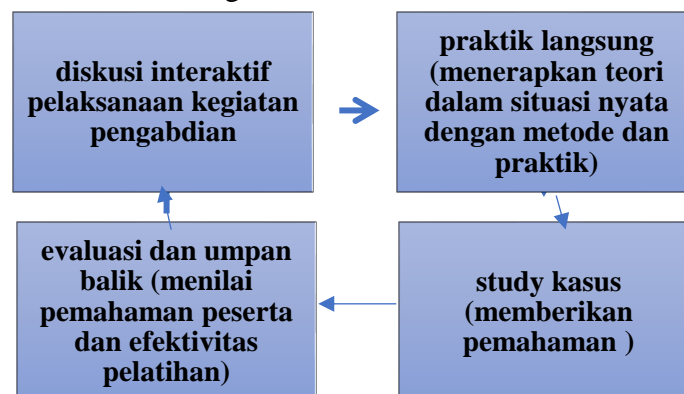 diskusi interaktif
pelaksanaan kegiatan
pengabdian
praktik langsung
(menerapkan teori
dalam situasi nyata
dengan metode dan
praktik)
evaluasi dan umpan
balik (menilai
pemahaman peserta
dan efektivitas
pelatihan)
study kasus
(memberikan
pemahaman )